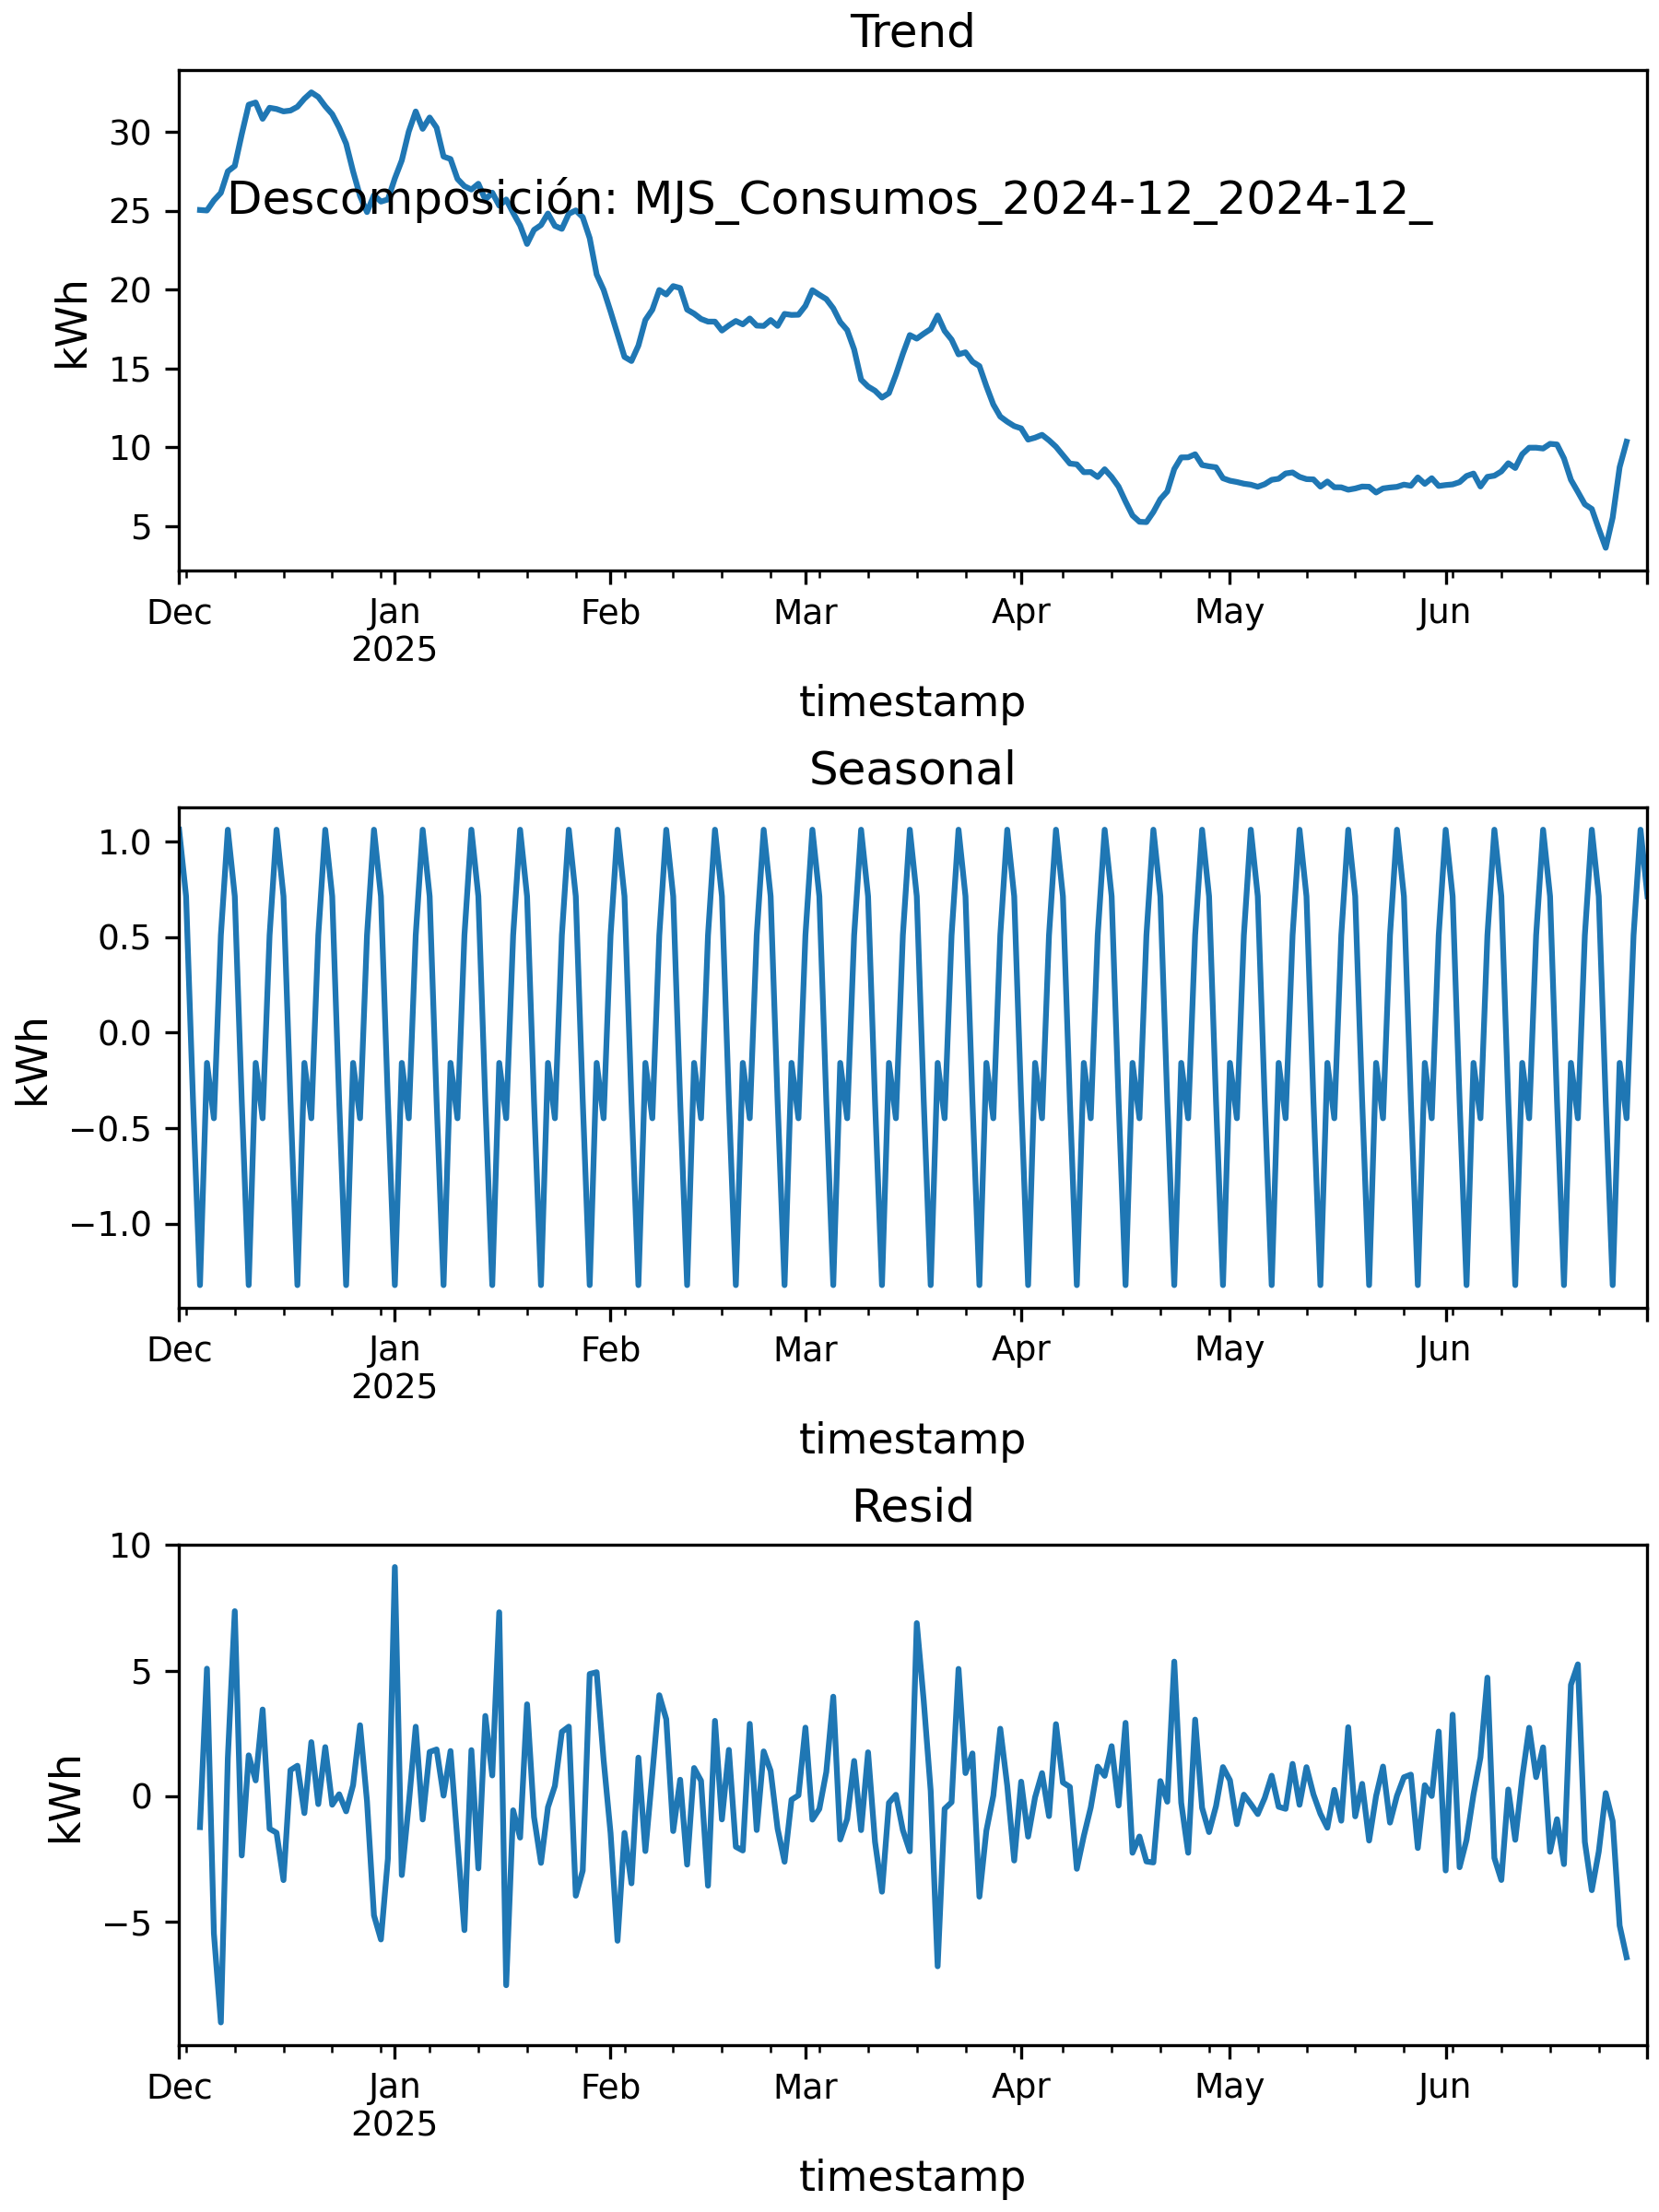 Trend
30
25
20
15
10
5
kWh
Descomposición: MJS_Consumos_2024-12_2024-12_
Dec Jan Feb Mar Apr May Jun
2025
timestamp
Seasonal
1.0
0.5
0.0
−0.5
−1.0
kWh
Dec Jan Feb Mar Apr May Jun
2025
timestamp
Resid
10
5
0
−5
kWh
Dec Jan Feb Mar Apr May Jun
2025
timestamp